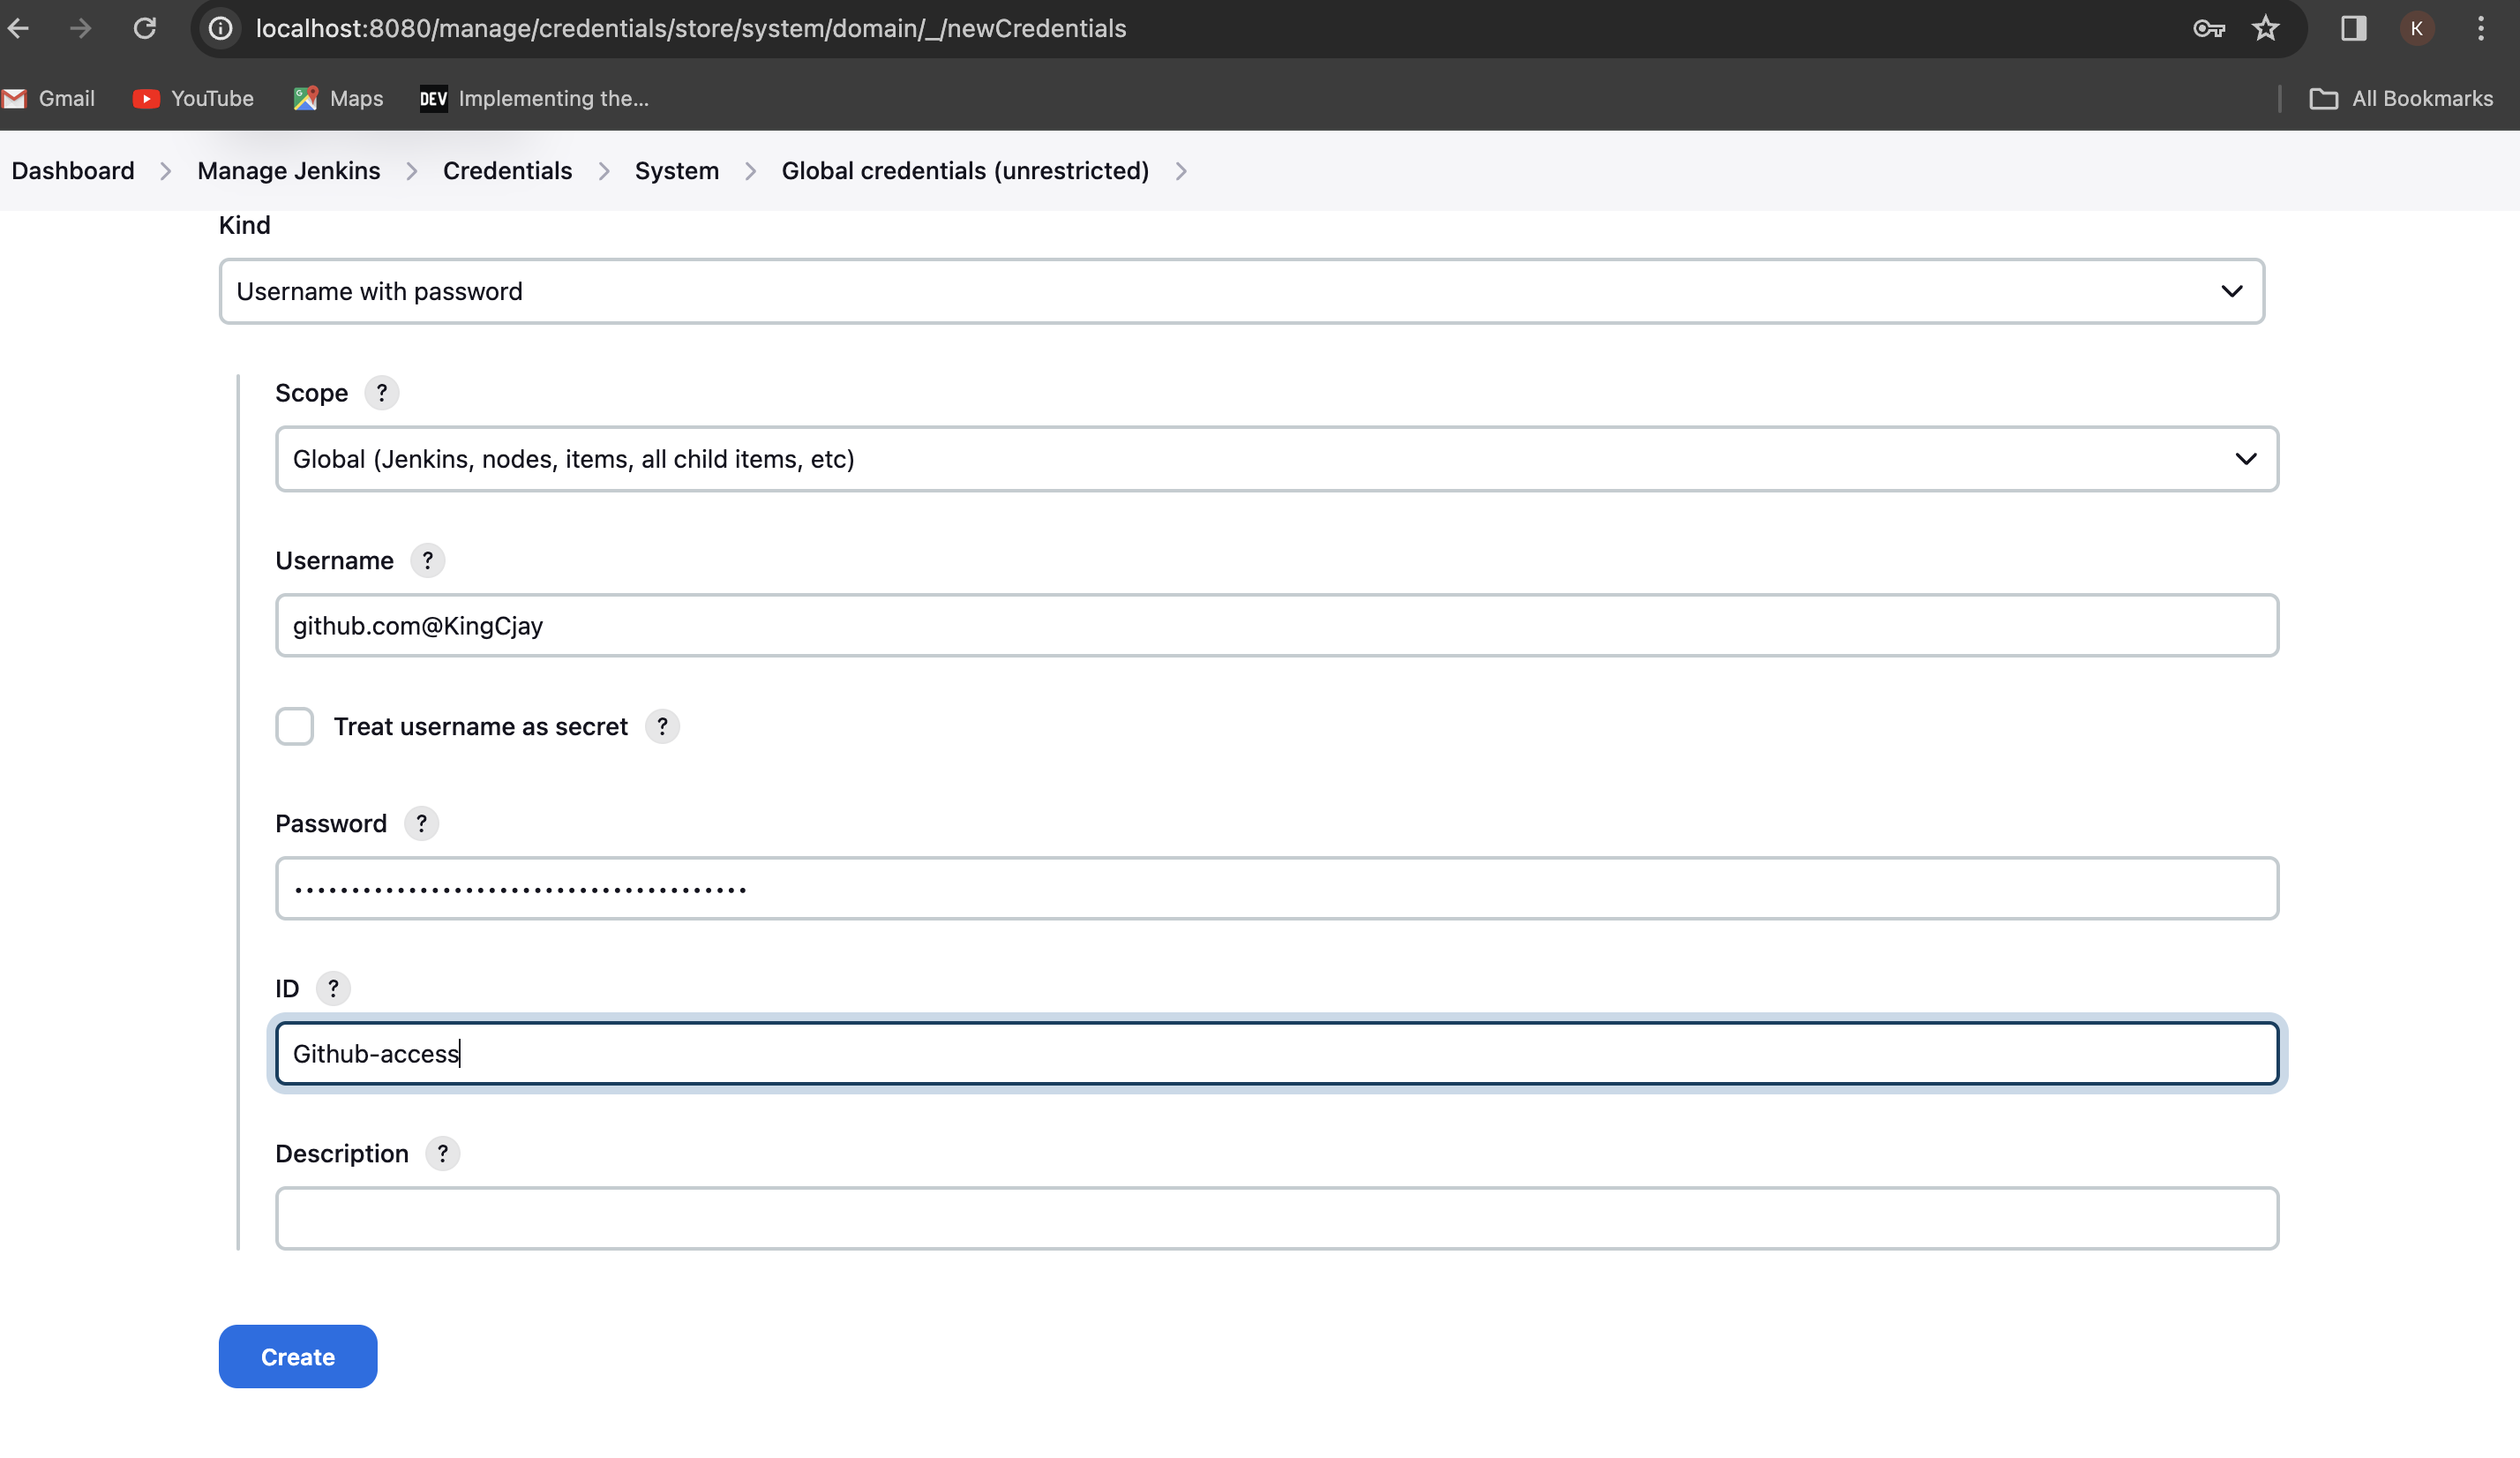 localhost:8080/manage/credentials/store/system/domain/_/newCredentials
K
Gmail YouTube Maps DEV Implementing the... All Bookmarks
Dashboard > Manage Jenkins > Credentials > System > Global credentials (unrestricted) >
Kind
Username with password
Scope ?
Global (Jenkins, nodes, items, all child items, etc)
Username ?
github.com@KingCjay
Treat username as secret ?
Password ?
••••••••••••••••••••••••••••••••••••••••
ID ?
Github-access
Description ?
Create